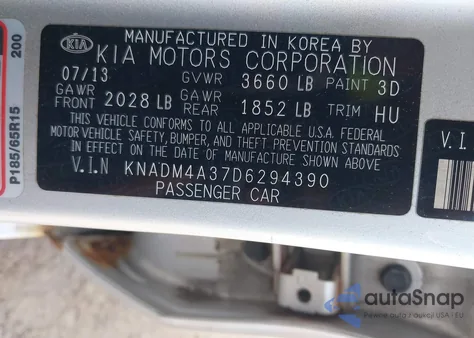 MANUFACTURED IN KOREA BY
KIA KIA MOTORS CORPORATION
07/13 GVWR 3660 LB PAINT 3D
GAWR FRONT 2028 LB GAWR REAR 1852 LB TRIM HU
THIS VEHICLE CONFORMS TO ALL APPLICABLE U.S.A. FEDERAL
MOTOR VEHICLE SAFETY, BUMPER, AND THEFT PREVENTION STANDARDS
IN EFFECT ON THE DATE OF MANUFACTURE SHOWN ABOVE.
V.I.N KNADM4A37D6294390
PASSENGER CAR
P185/65R15 200
V.I
autoSnap